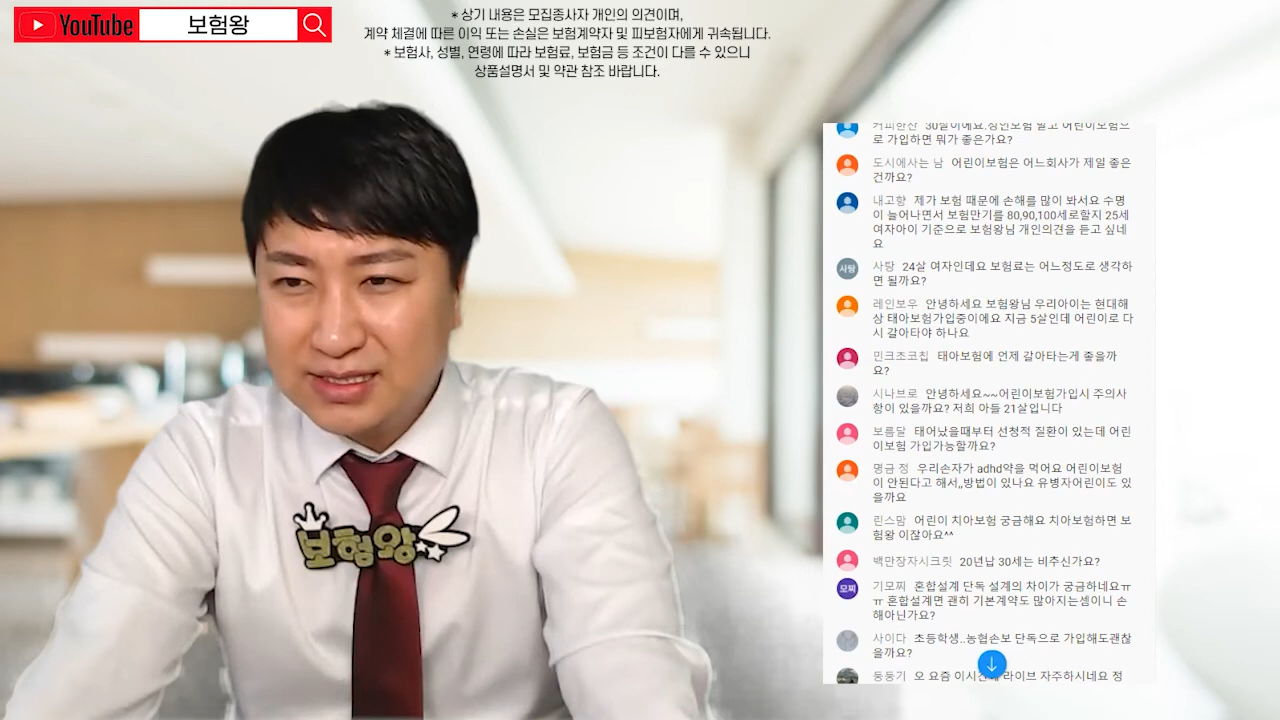 YouTube 보험왕
* 상기 내용은 모집종사자 개인의 의견이며,
계약 체결에 따른 이익 또는 손실은 보험계약자 및 피보험자에게 귀속됩니다.
* 보험사, 성별, 연령에 따라 보험료, 보험금 등 조건이 다를 수 있으니
상품설명서 및 약관 참조 바랍니다.
보험왕
커피한잔 30살이에요.성인보험 말고 어린이보험으
로 가입하면 뭐가 좋은가요?
도시에사는 남 어린이보험은 어느회사가 제일 좋은
건까요?
내고향 제가 보험 때문에 손해를 많이 봐서요 수명
이 늘어나면서 보험만기를 80,90,100세로할지 25세
여자아이 기준으로 보험왕님 개인의견을 듣고 싶네
요
사탕 사탕 24살 여자인데요 보험료는 어느정도로 생각하
면 될까요?
레인보우 안녕하세요 보험왕님 우리아이는 현대해
상 태아보험가입중이에요 지금 5살인데 어린이로 다
시 갈아타야 하나요
민크초코칩 태아보험에 언제 갈아타는게 좋을까
요?
시나브로 안녕하세요~~어린이보험가입시 주의사
항이 있을까요? 저희 아들 21살입니다
보름달 태어났을때부터 선청적 질환이 있는데 어린
이보험 가입가능할까요?
명금 정 우리손자가 adhd약을 먹어요 어린이보험
이 안된다고 해서,,방법이 있나요 유병자어린이도 있
을까요
린스맘 어린이 치아보험 궁금해요 치아보험하면 보
험왕 이잖아요^^
백만장자시크릿 20년납 30세는 비추신가요?
모찌 기모찌 혼합설계 단독 설계의 차이가 궁금하네요ㅠ
ㅠ 혼합설계면 괜히 기본계약도 많아지는셈이니 손
해아닌가요?
사이다 초등학생..농협손보 단독으로 가입해도괜찮
을까요?
둥둥기 오 요즘 라이브 자주하시네요 정